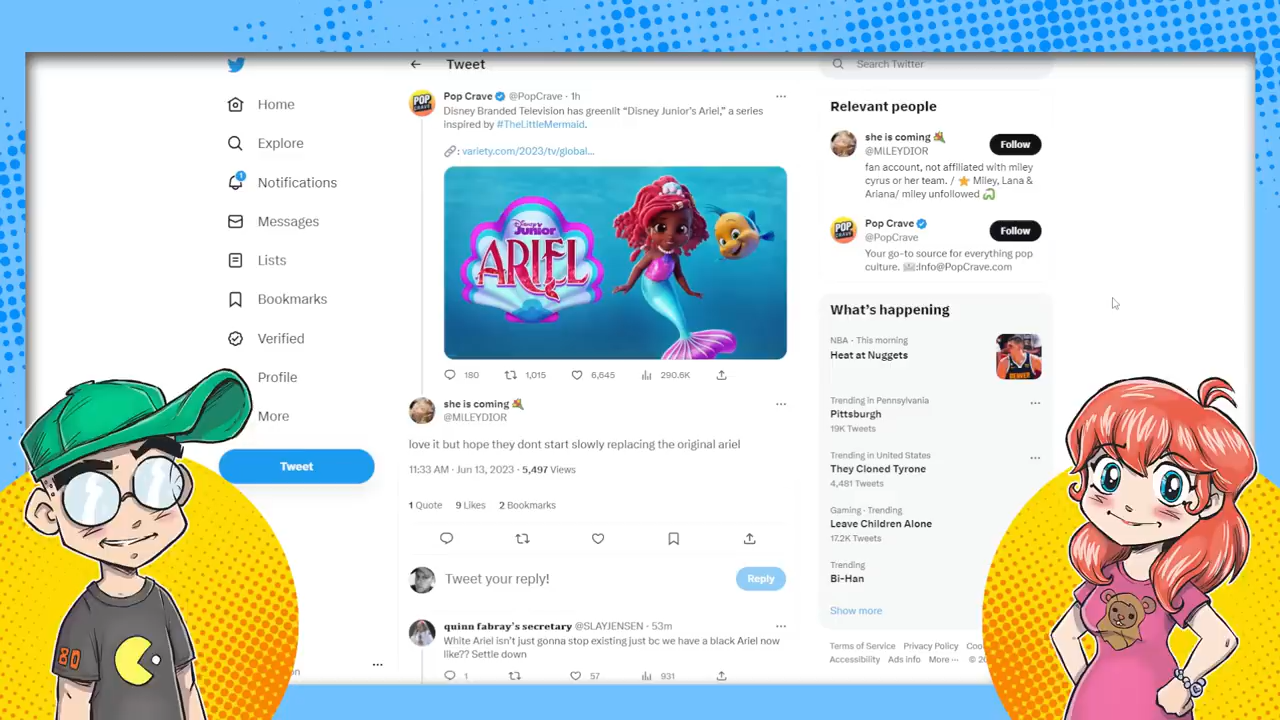 Tweet
Search Twitter
Home
Explore
1
Notifications
Messages
Lists
Bookmarks
Verified
Profile
More
Tweet
POP CRAVE
Pop Crave @PopCrave · 1h
Disney Branded Television has greenlit “Disney Junior’s Ariel,” a series
inspired by #TheLittleMermaid.
: variety.com/2023/tv/global...
Disney
Junior
ARIEL
180
1,015
6,645
290.6K
she is coming
@MILEYDIOR
love it but hope they dont start slowly replacing the original ariel
11:33 AM · Jun 13, 2023 · 5,497 Views
1 Quote 9 Likes 2 Bookmarks
Tweet your reply!
Reply
quinn fabray's secretary @SLAYJENSEN · 53m
White Ariel isn't just gonna stop existing just bc we have a black Ariel now
like?? Settle down
1
57
931
Relevant people
she is coming
@MILEYDIOR
Follow
fan account, not affiliated with miley
cyrus or her team. / Miley, Lana &
Ariana/ miley unfollowed
POP CRAVE
Pop Crave
@PopCrave
Follow
Your go-to source for everything pop
culture. :Info@PopCrave.com
What’s happening
NBA · This morning
Heat at Nuggets
DENVER
Trending in Pennsylvania
Pittsburgh
19K Tweets
Trending in United States
They Cloned Tyrone
4,481 Tweets
Gaming · Trending
Leave Children Alone
17.2K Tweets
Trending
Bi-Han
Show more
Terms of Service Privacy Policy
Accessibility Ads info More ···
80